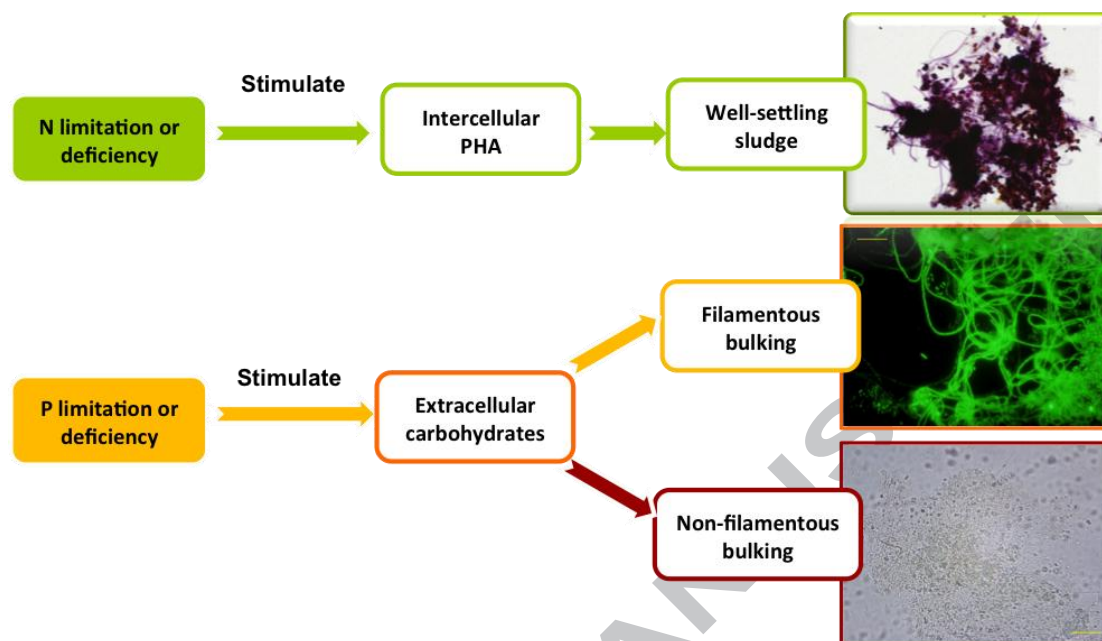 Stimulate
N limitation or
deficiency
Intercellular
PHA
Well-settling
sludge
Stimulate
P limitation or
deficiency
Extracellular
carbohydrates
Filamentous
bulking
Non-filamentous
bulking